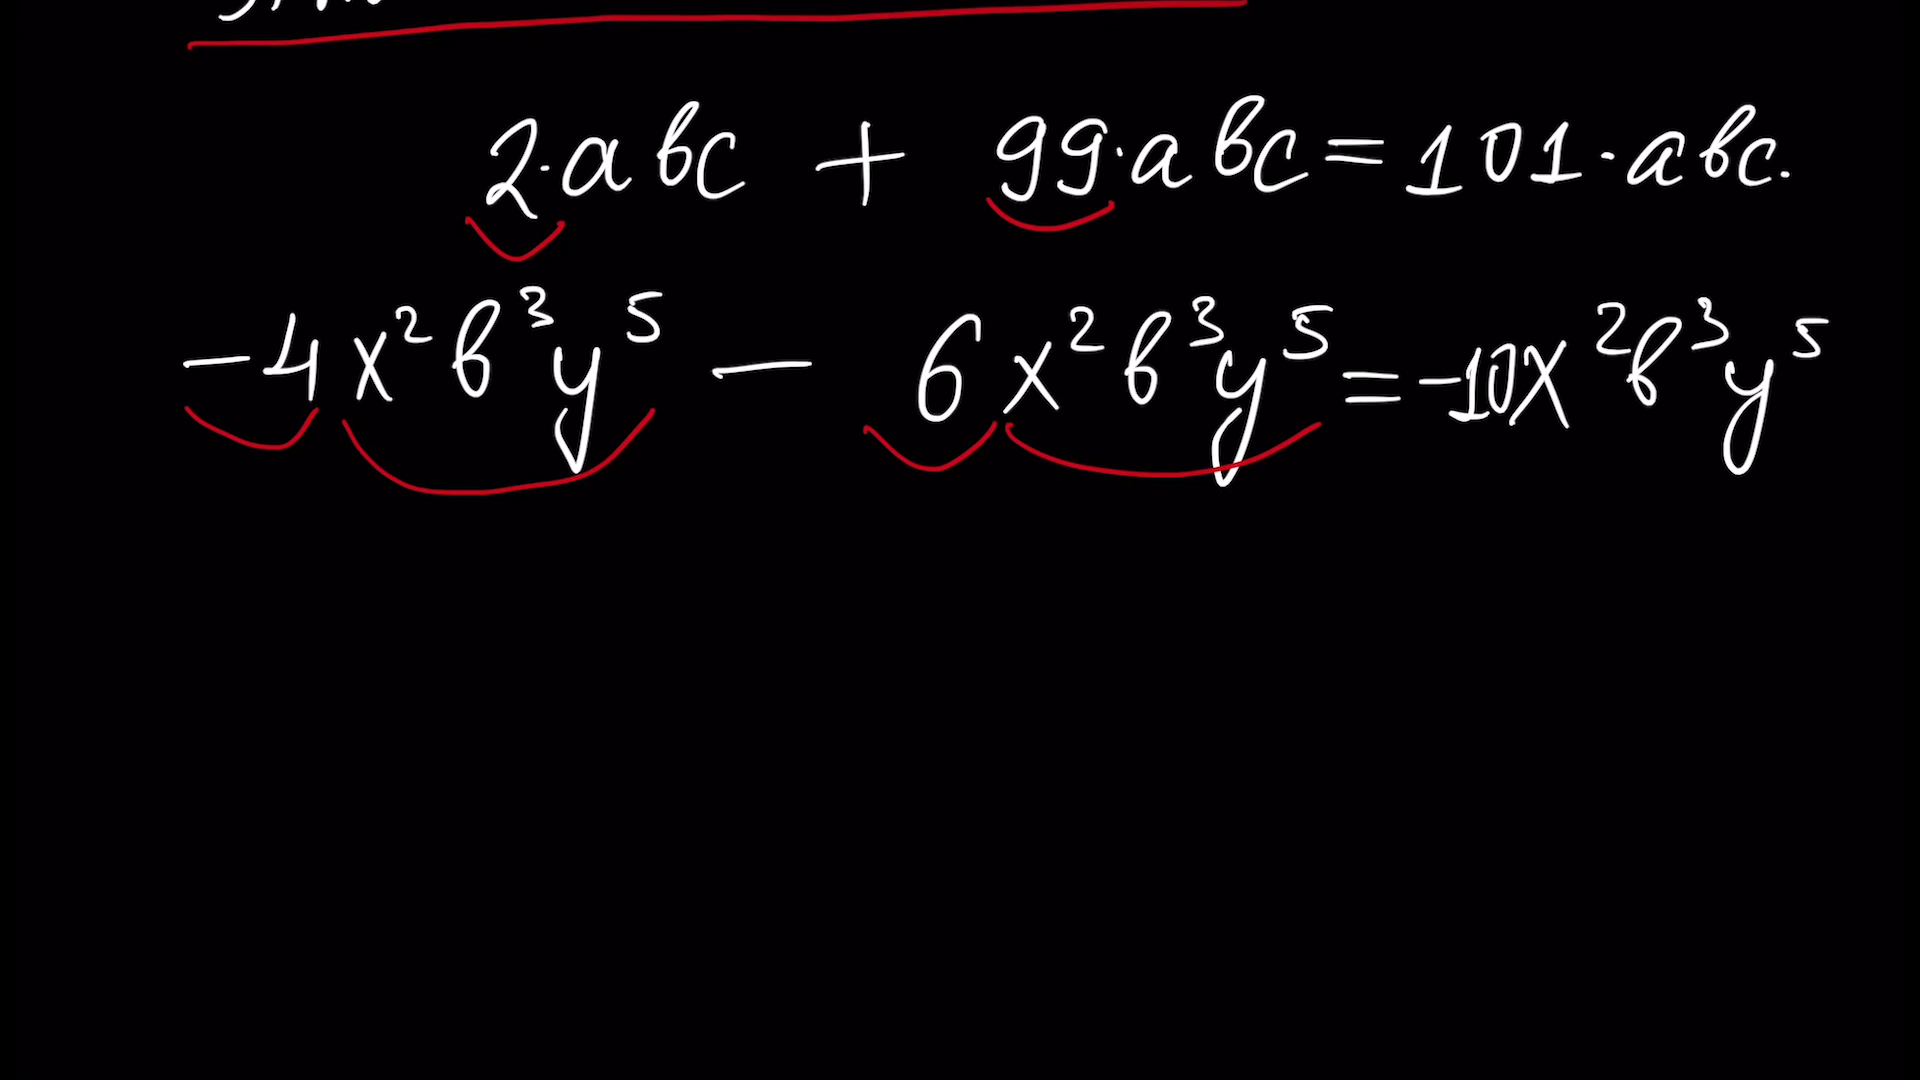 2·abc + 99·abc = 101·abc.
-4x²b³y⁵ - 6x²b³y⁵ = -10x²b³y⁵